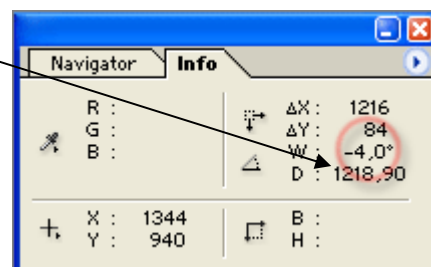 Navigator Info
R :
G :
B :
ΔX : 1216
ΔY : 84
W : -4,0°
D : 1218,90
X : 1344
Y : 940
B :
H :